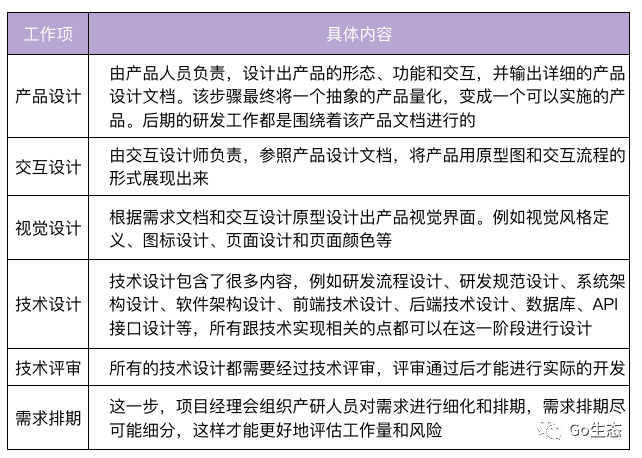 工作项
具体内容
产品设计
由产品人员负责，设计出产品的形态、功能和交互，并输出详细的产品
设计文档。该步骤最终将一个抽象的产品量化，变成一个可以实施的产
品。后期的研发工作都是围绕着该产品文档进行的
交互设计
由交互设计师负责，参照产品设计文档，将产品用原型图和交互流程的
形式展现出来
视觉设计
根据需求文档和交互设计原型设计出产品视觉界面。例如视觉风格定
义、图标设计、页面设计和页面颜色等
技术设计
技术设计包含了很多内容，例如研发流程设计、研发规范设计、系统架
构设计、软件架构设计、前端技术设计、后端技术设计、数据库、API
接口设计等，所有跟技术实现相关的点都可以在这一阶段进行设计
技术评审
所有的技术设计都需要经过技术评审，评审通过后才能进行实际的开发
需求排期
这一步，项目经理会组织产研人员对需求进行细化和排期，需求排期尽
可能细分，这样才能更好地评估工作量和风险
Go生态